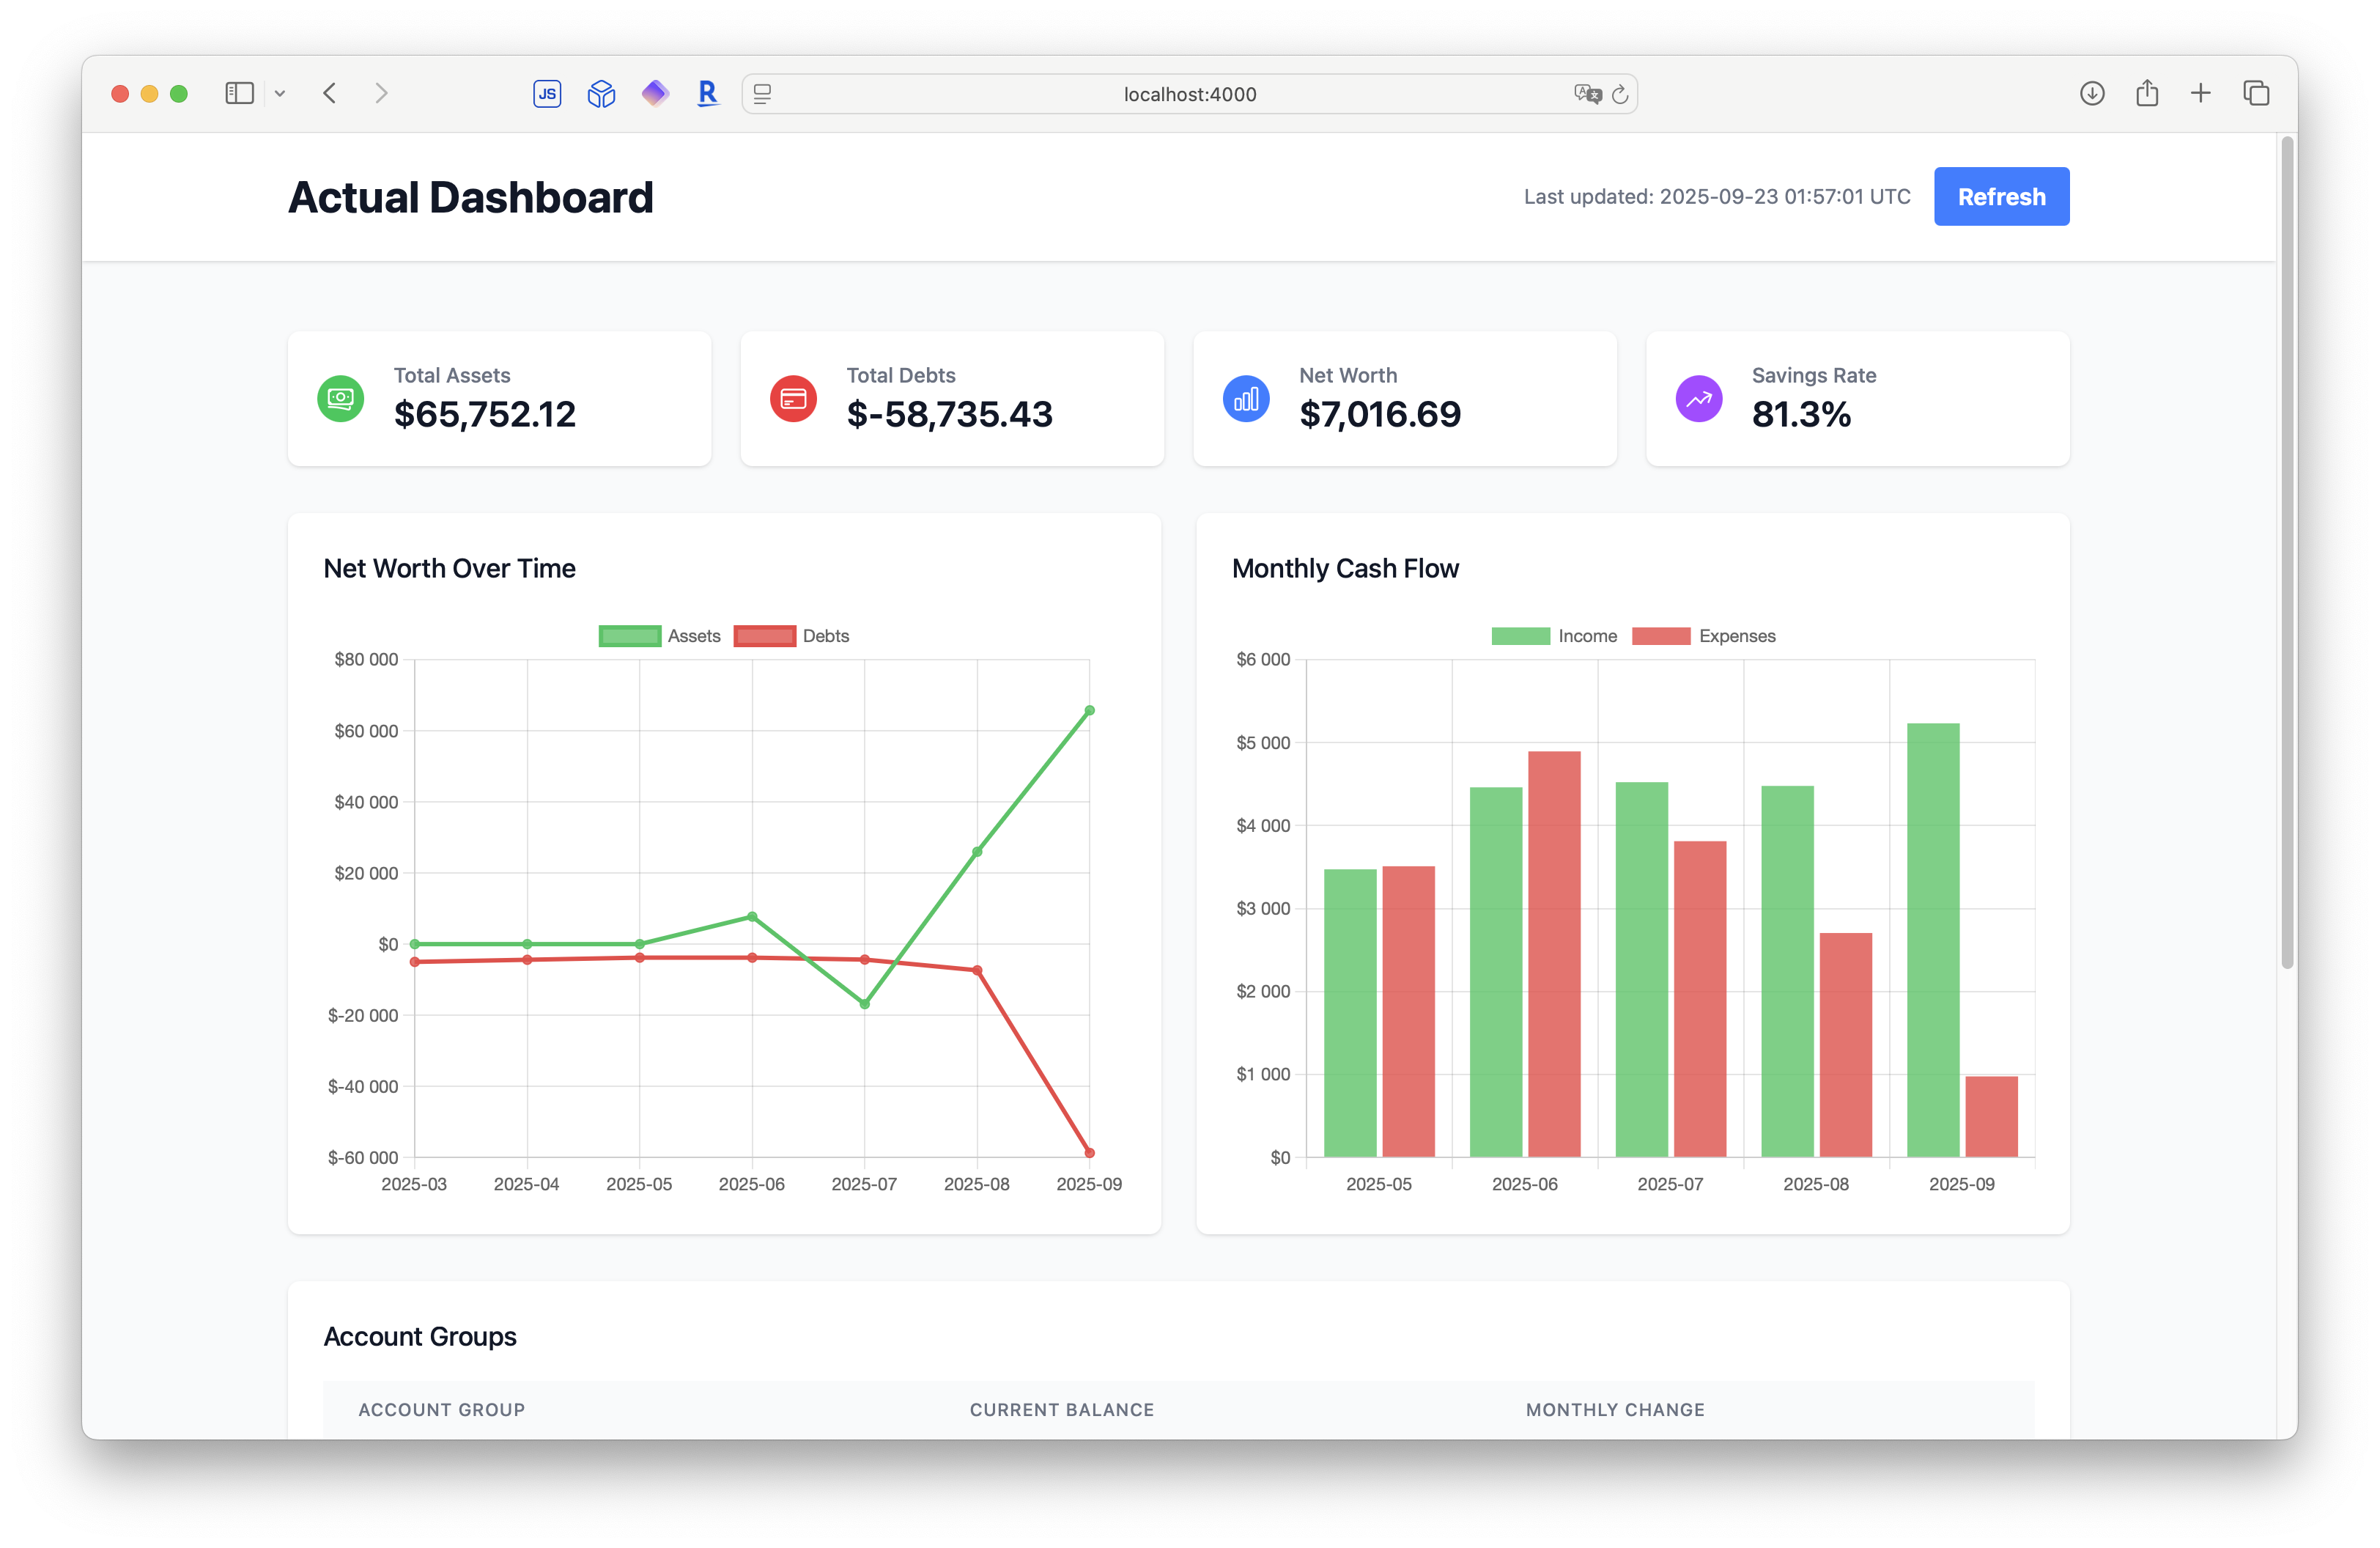 JS
R
localhost:4000
Actual Dashboard
Last updated: 2025-09-23 01:57:01 UTC
Refresh
Total Assets
$65,752.12
Total Debts
$-58,735.43
Net Worth
$7,016.69
Savings Rate
81.3%
Net Worth Over Time
Assets Debts
$80 000
$60 000
$40 000
$20 000
$0
$-20 000
$-40 000
$-60 000
2025-03 2025-04 2025-05 2025-06 2025-07 2025-08 2025-09
Monthly Cash Flow
Income Expenses
$6 000
$5 000
$4 000
$3 000
$2 000
$1 000
$0
2025-05 2025-06 2025-07 2025-08 2025-09
Account Groups
ACCOUNT GROUP CURRENT BALANCE MONTHLY CHANGE